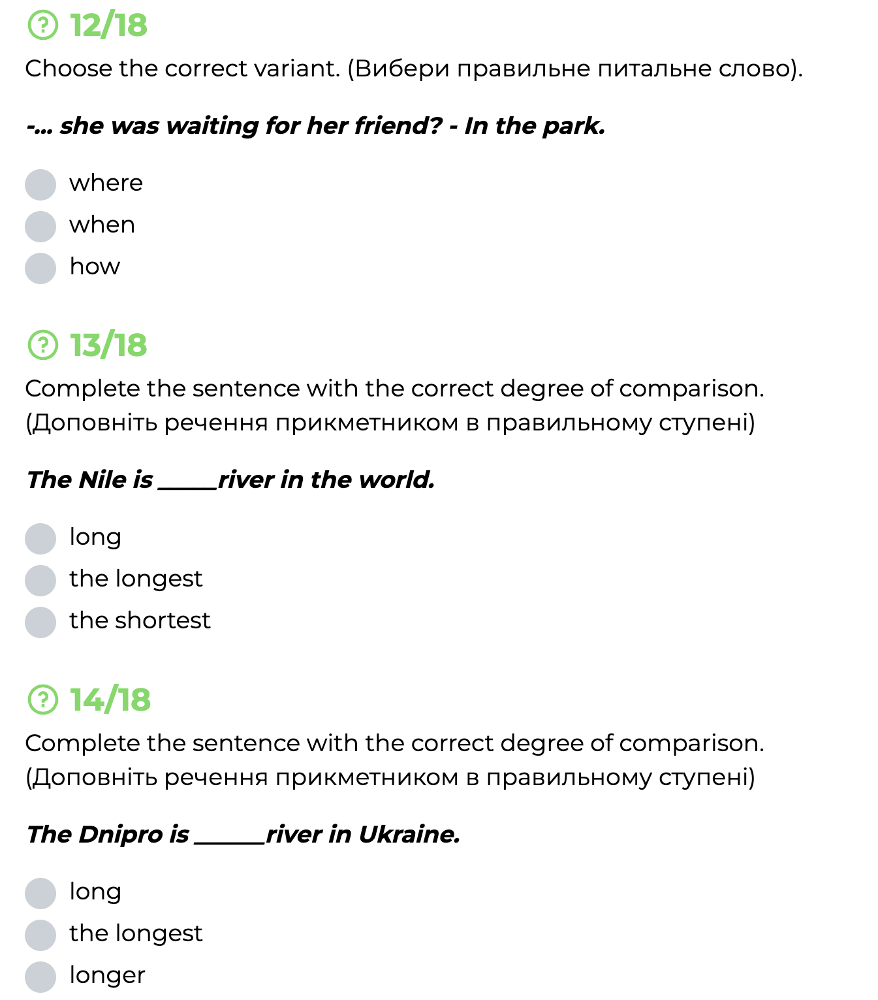 12/18
Choose the correct variant. (Вибери правильне питальне слово).
-... she was waiting for her friend? - In the park.
where
when
how
13/18
Complete the sentence with the correct degree of comparison.
(Доповніть речення прикметником в правильному ступені)
The Nile is _____river in the world.
long
the longest
the shortest
14/18
Complete the sentence with the correct degree of comparison.
(Доповніть речення прикметником в правильному ступені)
The Dnipro is ______river in Ukraine.
long
the longest
longer